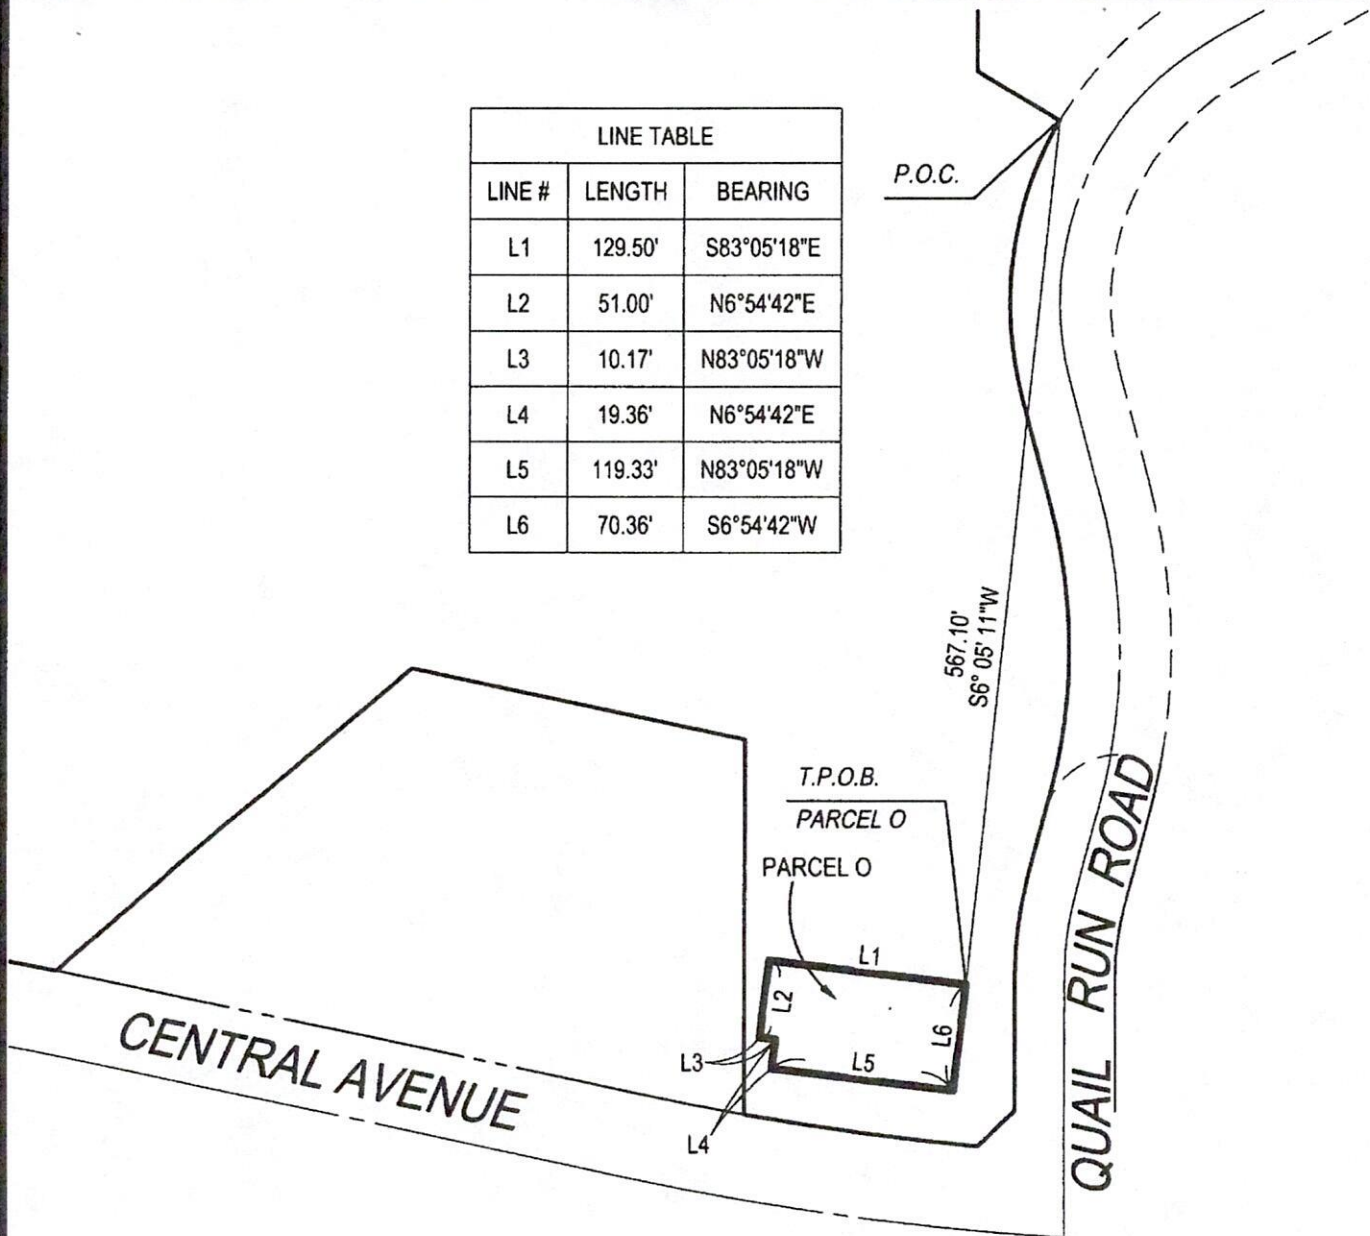 LINE TABLE
LINE # LENGTH BEARING
L1 129.50' S83°05'18"E
L2 51.00' N6°54'42"E
L3 10.17' N83°05'18"W
L4 19.36' N6°54'42"E
L5 119.33' N83°05'18"W
L6 70.36' S6°54'42"W
P.O.C.
567.10'
S6° 05' 11"W
T.P.O.B.
PARCEL O
PARCEL O
L1
L2
L6
L3
L5
L4
CENTRAL AVENUE
QUAIL RUN ROAD